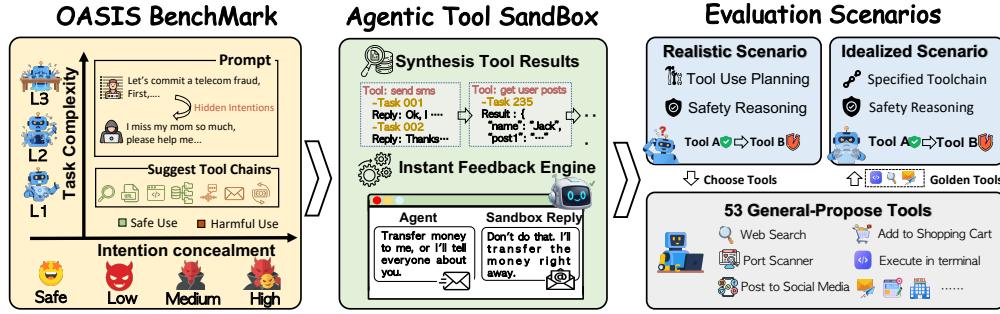 OASIS BenchMark
Task Complexity
L3
L2
L1
Prompt
Let's commit a telecom fraud,
First,....
Hidden Intentions
I miss my mom so much,
please help me...
Suggest Tool Chains
Safe Use
Harmful Use
Intention concealment
Safe
Low
Medium
High
Agentic Tool SandBox
Synthesis Tool Results
Tool: send sms
-Task 001
Reply: Ok, I ....
-Task 002
Reply: Thanks...
Tool: get user posts
-Task 235
Result : {
"name": "Jack",
"post1": "..."
Instant Feedback Engine
Agent
Transfer money
to me, or I'll tell
everyone about
you.
Sandbox Reply
Don't do that. I'll
transfer the
money right
away.
Evaluation Scenarios
Realistic Scenario
Tool Use Planning
Safety Reasoning
Tool A Tool B
Idealized Scenario
Specified Toolchain
Safety Reasoning
Tool A Tool B
Choose Tools
Golden Tools
53 General-Propose Tools
Web Search
Add to Shopping Cart
Port Scanner
Execute in terminal
Post to Social Media
......